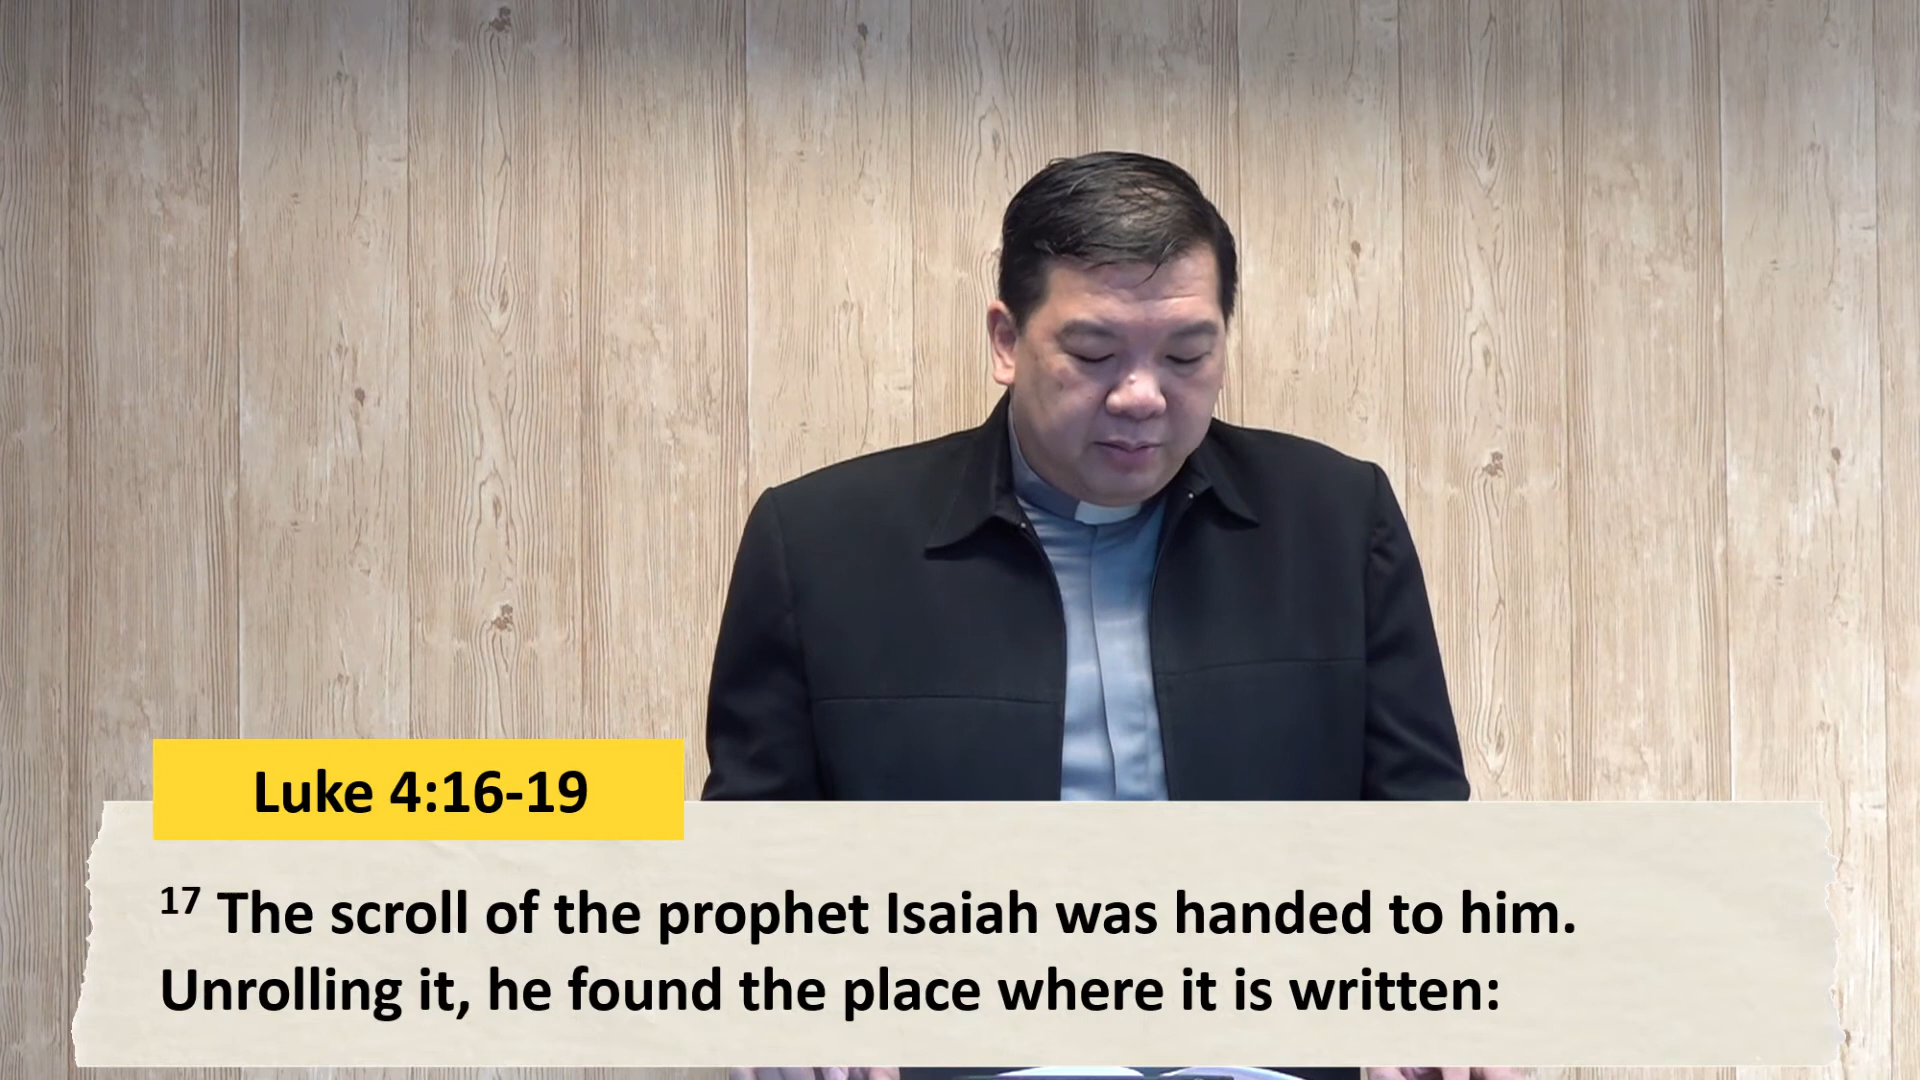 Luke 4:16-19
17 The scroll of the prophet Isaiah was handed to him.
Unrolling it, he found the place where it is written: